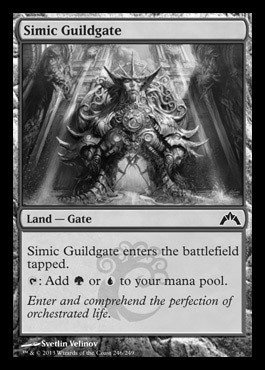 Simic Guildgate
Land — Gate
Simic Guildgate enters the battlefield
tapped.
: Add or to your mana pool.
Enter and comprehend the perfection of
orchestrated life.
Svetlin Velinov
™ & © 2013 Wizards of the Coast 246/249